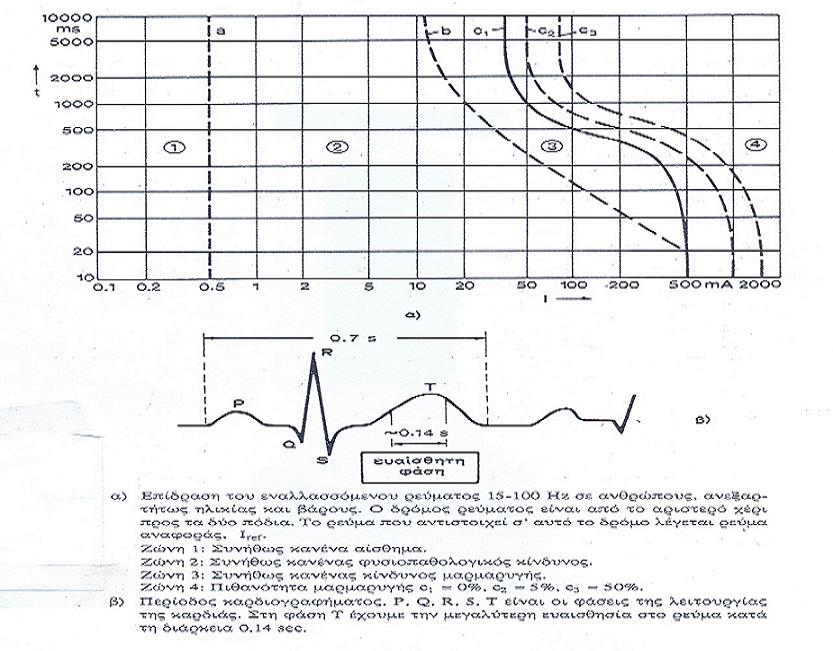 10000
ms
5000
2000
1000
500
200
100
50
20
10
t
a
b
c₁
c₂
c₃
1
2
3
4
0.1 0.2 0.5 1 2 5 10 20 50 100 200 500 mA 2000
I
α)
0.7 s
R
P
T
Q
S
~0.14 s
ευαίσθητη
φάση
β)
α) Επίδραση του εναλλασσόμενου ρεύματος 15-100 Hz σε ανθρώπους, ανεξαρ-
τήτως ηλικίας και βάρους. Ο δρόμος ρεύματος είναι από το αριστερό χέρι
προς τα δύο πόδια. Το ρεύμα που αντιστοιχεί σ' αυτό το δρόμο λέγεται ρεύμα
αναφοράς, Iref.
Ζώνη 1: Συνήθως κανένα αίσθημα.
Ζώνη 2: Συνήθως κανένας φυσιοπαθολογικός κίνδυνος.
Ζώνη 3: Συνήθως κανένας κίνδυνος μαρμαρυγής.
Ζώνη 4: Πιθανότητα μαρμαρυγής c₁ = 0%, c₂ = 5%, c₃ = 50%.
β) Περίοδος καρδιογραφήματος. P, Q, R, S, T είναι οι φάσεις της λειτουργίας
της καρδιάς. Στη φάση T έχουμε την μεγαλύτερη ευαισθησία στο ρεύμα κατά
τη διάρκεια 0.14 sec.